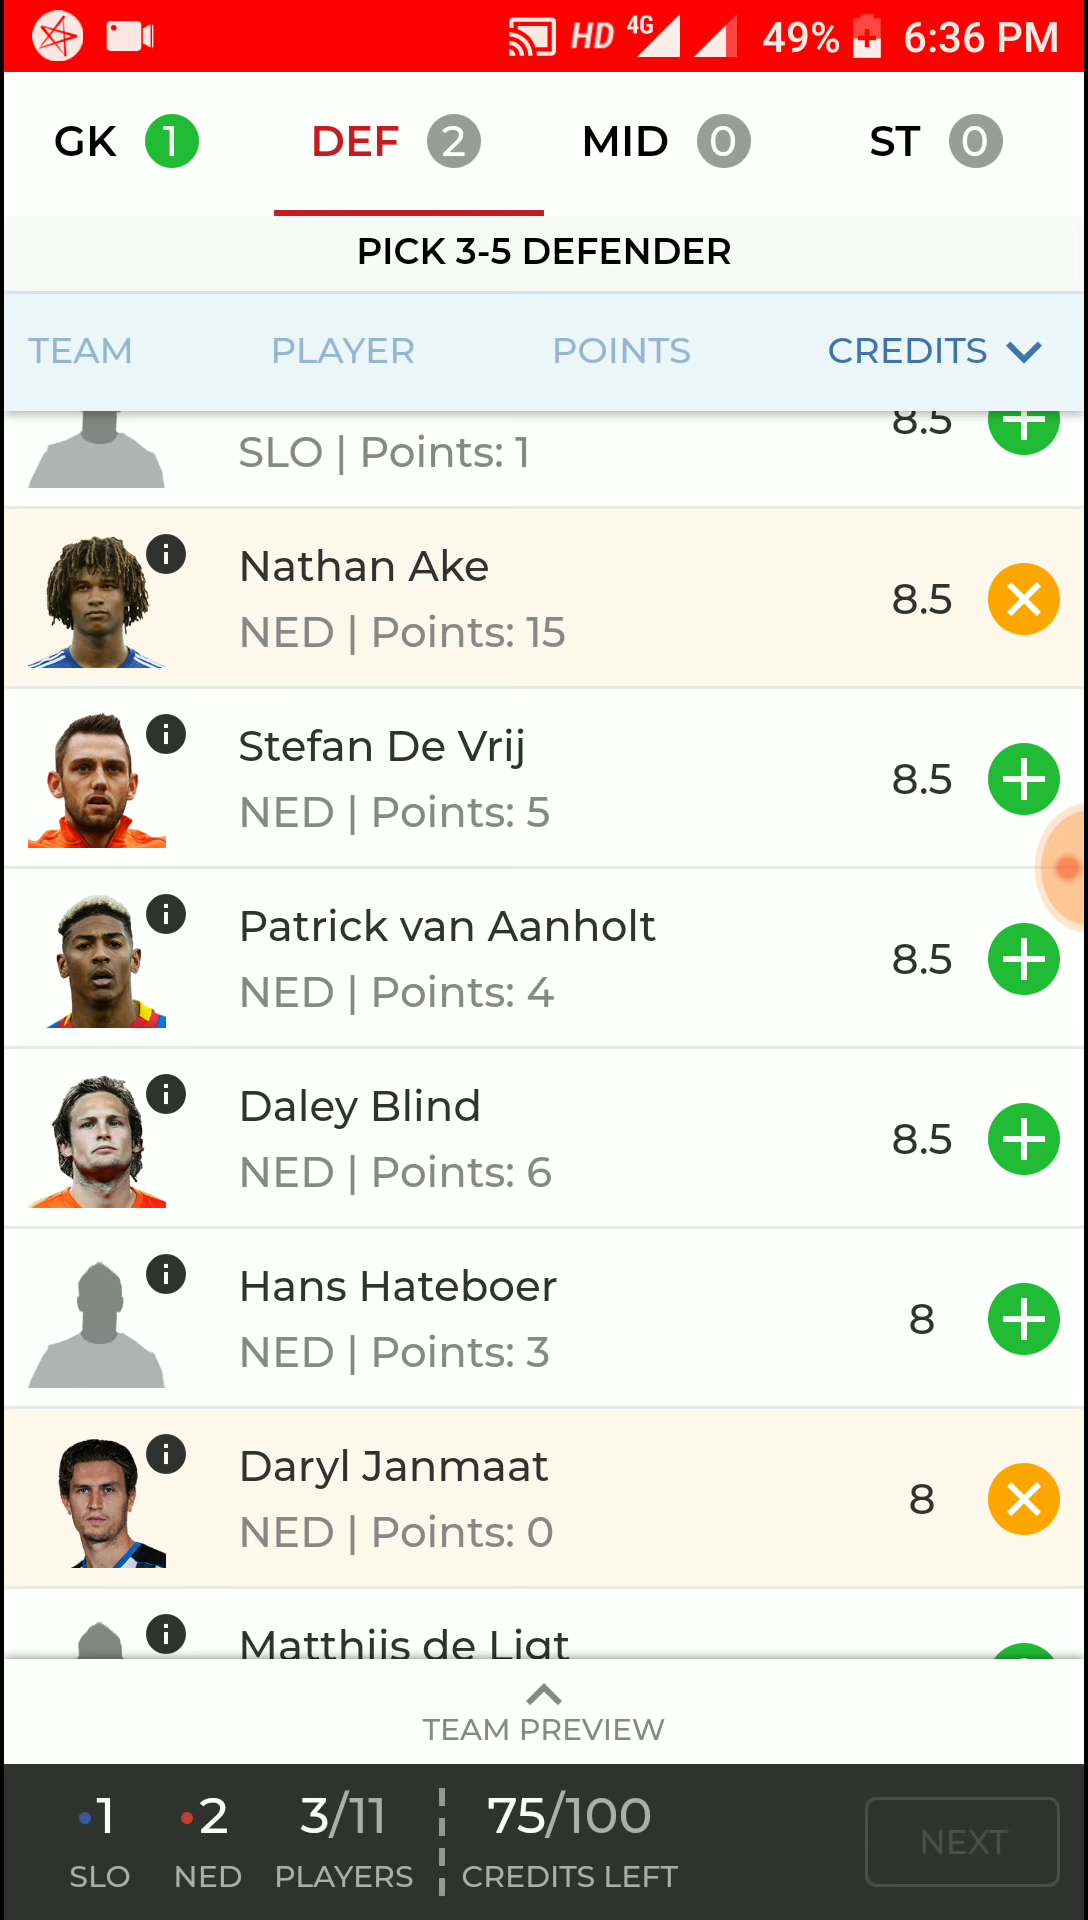 HD 4G 49% 6:36 PM
GK 1 DEF 2 MID 0 ST 0
PICK 3-5 DEFENDER
TEAM PLAYER POINTS CREDITS
8.5
SLO | Points: 1
Nathan Ake
NED | Points: 15
8.5
Stefan De Vrij
NED | Points: 5
8.5
Patrick van Aanholt
NED | Points: 4
8.5
Daley Blind
NED | Points: 6
8.5
Hans Hateboer
NED | Points: 3
8
Daryl Janmaat
NED | Points: 0
8
Matthijs de Ligt
TEAM PREVIEW
1 2 3/11 75/100
SLO NED PLAYERS CREDITS LEFT
NEXT